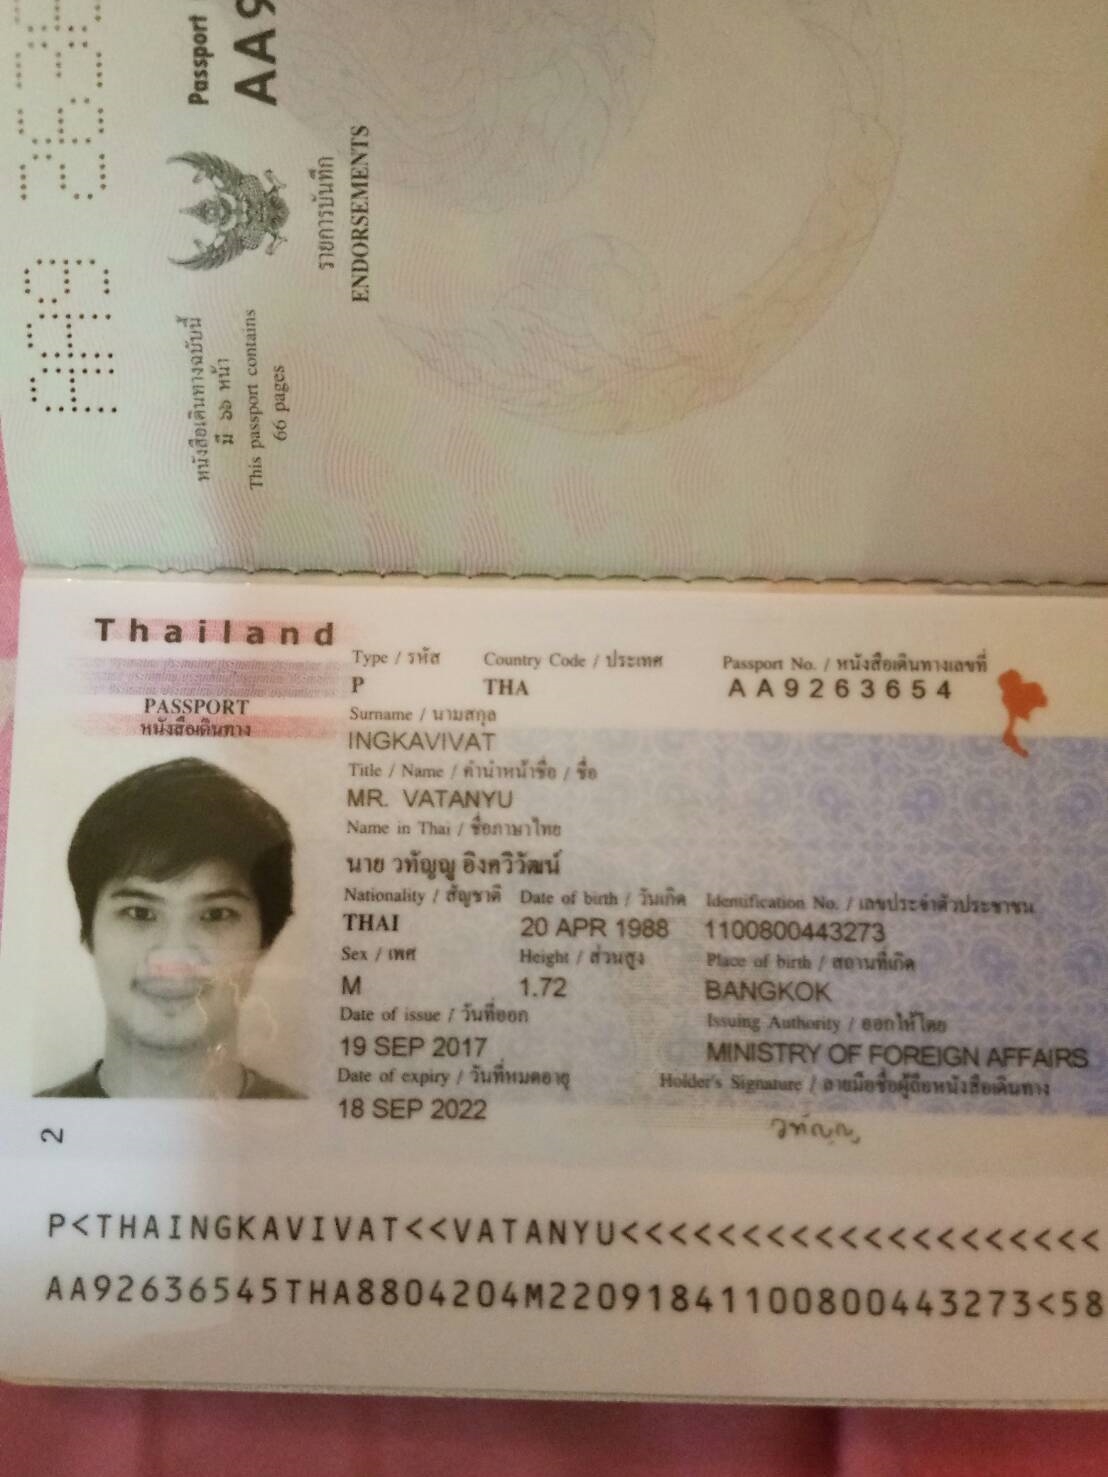 Passport
AA9
รายการบันทึก
ENDORSEMENTS
หนังสือเดินทางฉบับนี้
มี ๖๖ หน้า
This passport contains
66 pages
Thailand
PASSPORT
หนังสือเดินทาง
Type / รหัส Country Code / ประเทศ Passport No. / หนังสือเดินทางเลขที่
P THA AA9263654
Surname / นามสกุล
INGKAVIVAT
Title / Name / คำนำหน้าชื่อ / ชื่อ
MR. VATANYU
Name in Thai / ชื่อภาษาไทย
นาย วทัญญู อิงควิวัฒน์
Nationality / สัญชาติ Date of birth / วันเกิด Identification No. / เลขประจำตัวประชาชน
THAI 20 APR 1988 1100800443273
Sex / เพศ Height / ส่วนสูง Place of birth / สถานที่เกิด
M 1.72 BANGKOK
Date of issue / วันที่ออก Issuing Authority / ออกให้โดย
19 SEP 2017 MINISTRY OF FOREIGN AFFAIRS
Date of expiry / วันที่หมดอายุ Holder's Signature / ลายมือชื่อผู้ถือหนังสือเดินทาง
18 SEP 2022
วทัญญู
2
P<THAINGKAVIVAT<<VATANYU<<<<<<<<<<<<<<<<<<<<
AA92636545THA8804204M22091841100800443273<58